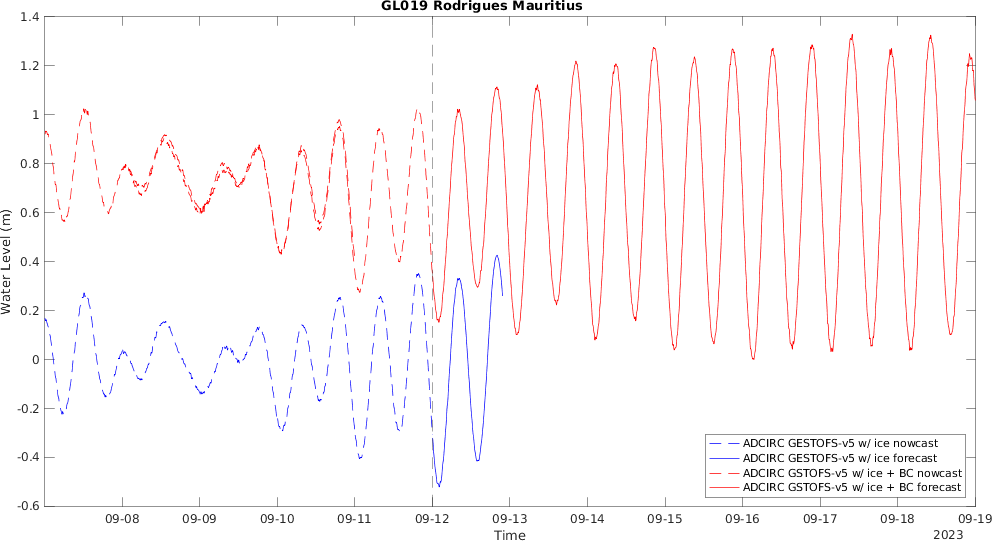 GL019 Rodrigues Mauritius
1.4
1.2
1
0.8
0.6
0.4
0.2
0
-0.2
-0.4
-0.6
Water Level (m)
ADCIRC GESTOFS-v5 w/ ice nowcast
ADCIRC GESTOFS-v5 w/ ice forecast
ADCIRC GSTOFS-v5 w/ ice + BC nowcast
ADCIRC GSTOFS-v5 w/ ice + BC forecast
09-08 09-09 09-10 09-11 09-12 09-13 09-14 09-15 09-16 09-17 09-18 09-19
Time
2023